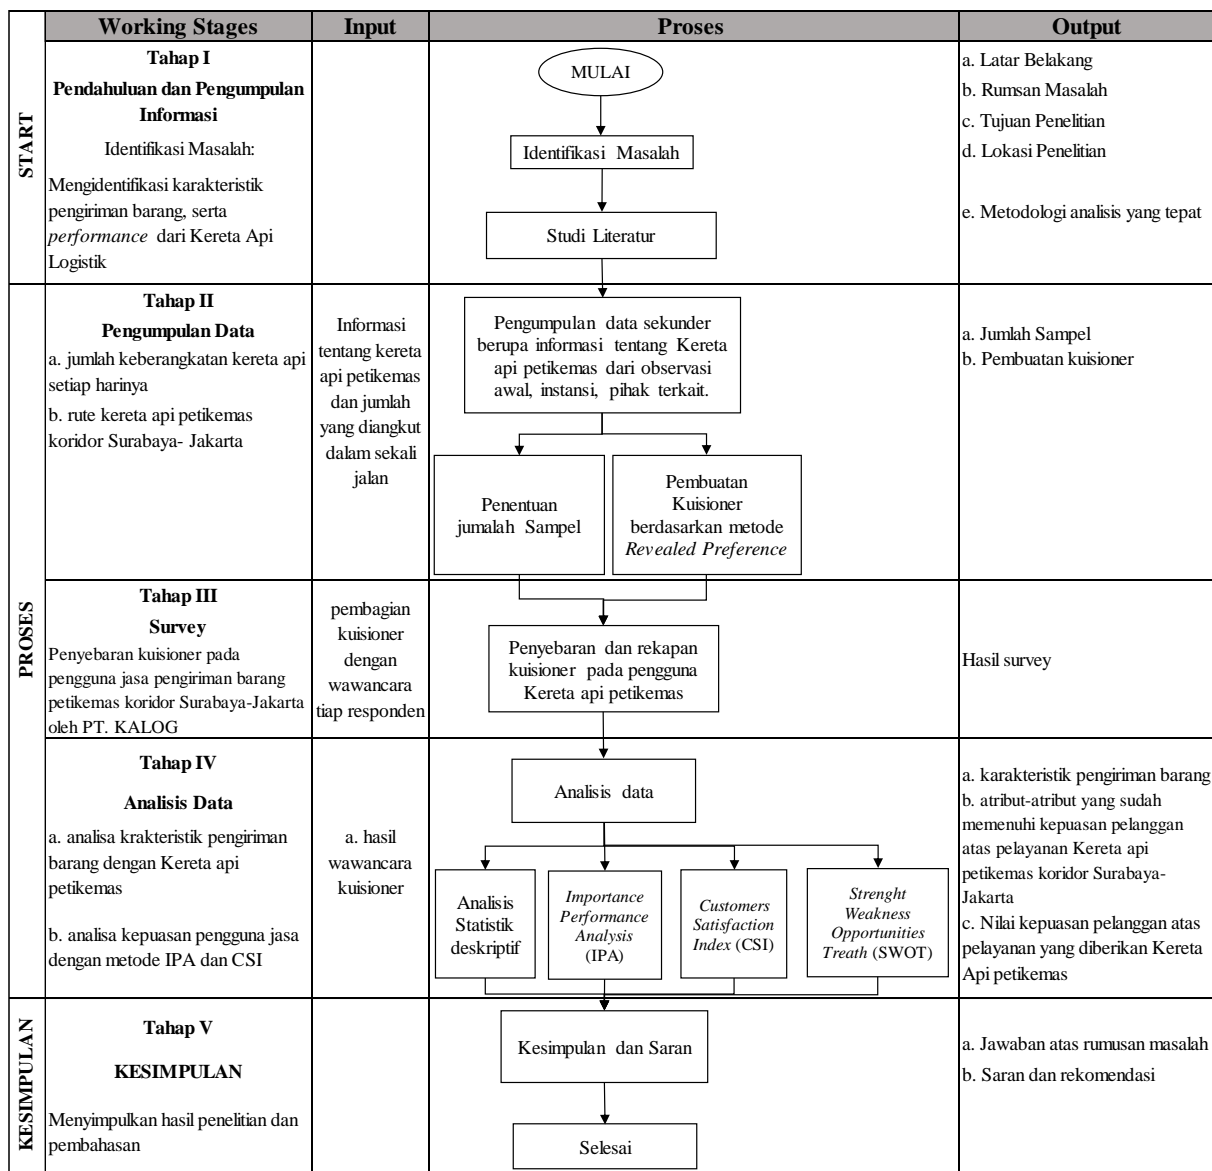 Working Stages
Input
Proses
Output
START
Tahap I
Pendahuluan dan Pengumpulan
Informasi
Identifikasi Masalah:
Mengidentifikasi karakteristik
pengiriman barang, serta
performance dari Kereta Api
Logistik
MULAI
Identifikasi Masalah
Studi Literatur
a. Latar Belakang
b. Rumsan Masalah
c. Tujuan Penelitian
d. Lokasi Penelitian
e. Metodologi analisis yang tepat
PROSES
Tahap II
Pengumpulan Data
a. jumlah keberangkatan kereta api
setiap harinya
b. rute kereta api petikemas
koridor Surabaya- Jakarta
Informasi
tentang kereta
api petikemas
dan jumlah
yang diangkut
dalam sekali
jalan
Pengumpulan data sekunder
berupa informasi tentang Kereta
api petikemas dari observasi
awal, instansi, pihak terkait.
Penentuan
jumalah Sampel
Pembuatan
Kuisioner
berdasarkan metode
Revealed Preference
a. Jumlah Sampel
b. Pembuatan kuisioner
Tahap III
Survey
Penyebaran kuisioner pada
pengguna jasa pengiriman barang
petikemas koridor Surabaya-Jakarta
oleh PT. KALOG
pembagian
kuisioner
dengan
wawancara
tiap responden
Penyebaran dan rekapan
kuisioner pada pengguna
Kereta api petikemas
Hasil survey
Tahap IV
Analisis Data
a. analisa krakteristik pengiriman
barang dengan Kereta api
petikemas
b. analisa kepuasan pengguna jasa
dengan metode IPA dan CSI
a. hasil
wawancara
kuisioner
Analisis data
Analisis
Statistik
deskriptif
Importance
Performance
Analysis
(IPA)
Customers
Satisfaction
Index (CSI)
Strenght
Weakness
Opportunities
Treath (SWOT)
a. karakteristik pengiriman barang
b. atribut-atribut yang sudah
memenuhi kepuasan pelanggan
atas pelayanan Kereta api
petikemas koridor Surabaya-
Jakarta
c. Nilai kepuasan pelanggan atas
pelayanan yang diberikan Kereta
Api petikemas
KESIMPULAN
Tahap V
KESIMPULAN
Menyimpulkan hasil penelitian dan
pembahasan
Kesimpulan dan Saran
Selesai
a. Jawaban atas rumusan masalah
b. Saran dan rekomendasi